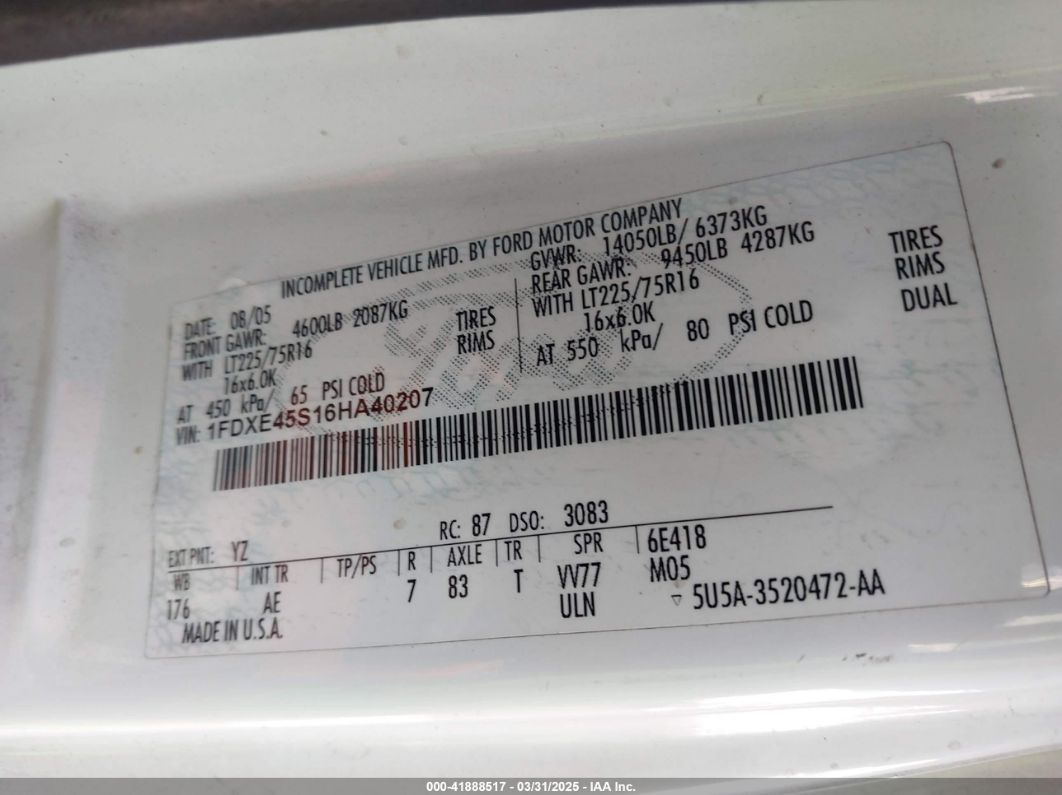 INCOMPLETE VEHICLE MFD. BY FORD MOTOR COMPANY
DATE: 08/05
FRONT GAWR: 4600LB 2087KG
WITH LT225/75R16 TIRES
16x6.0K RIMS
AT 450 kPa/ 65 PSI COLD
GVWR: 14050LB/ 6373KG
REAR GAWR: 9450LB 4287KG
WITH LT225/75R16 TIRES
16x6.0K RIMS
AT 550 kPa/ 80 PSI COLD DUAL
VIN: 1FDXE45S16HA40207
Ford
EXT PNT: YZ RC: 87 DSO: 3083
WB INT TR TP/PS R AXLE TR SPR 6E418
176 AE 7 83 T VV77 M05
ULN ▽ 5U5A-3520472-AA
MADE IN U.S.A.
000-41888517 - 03/31/2025 - IAA Inc.